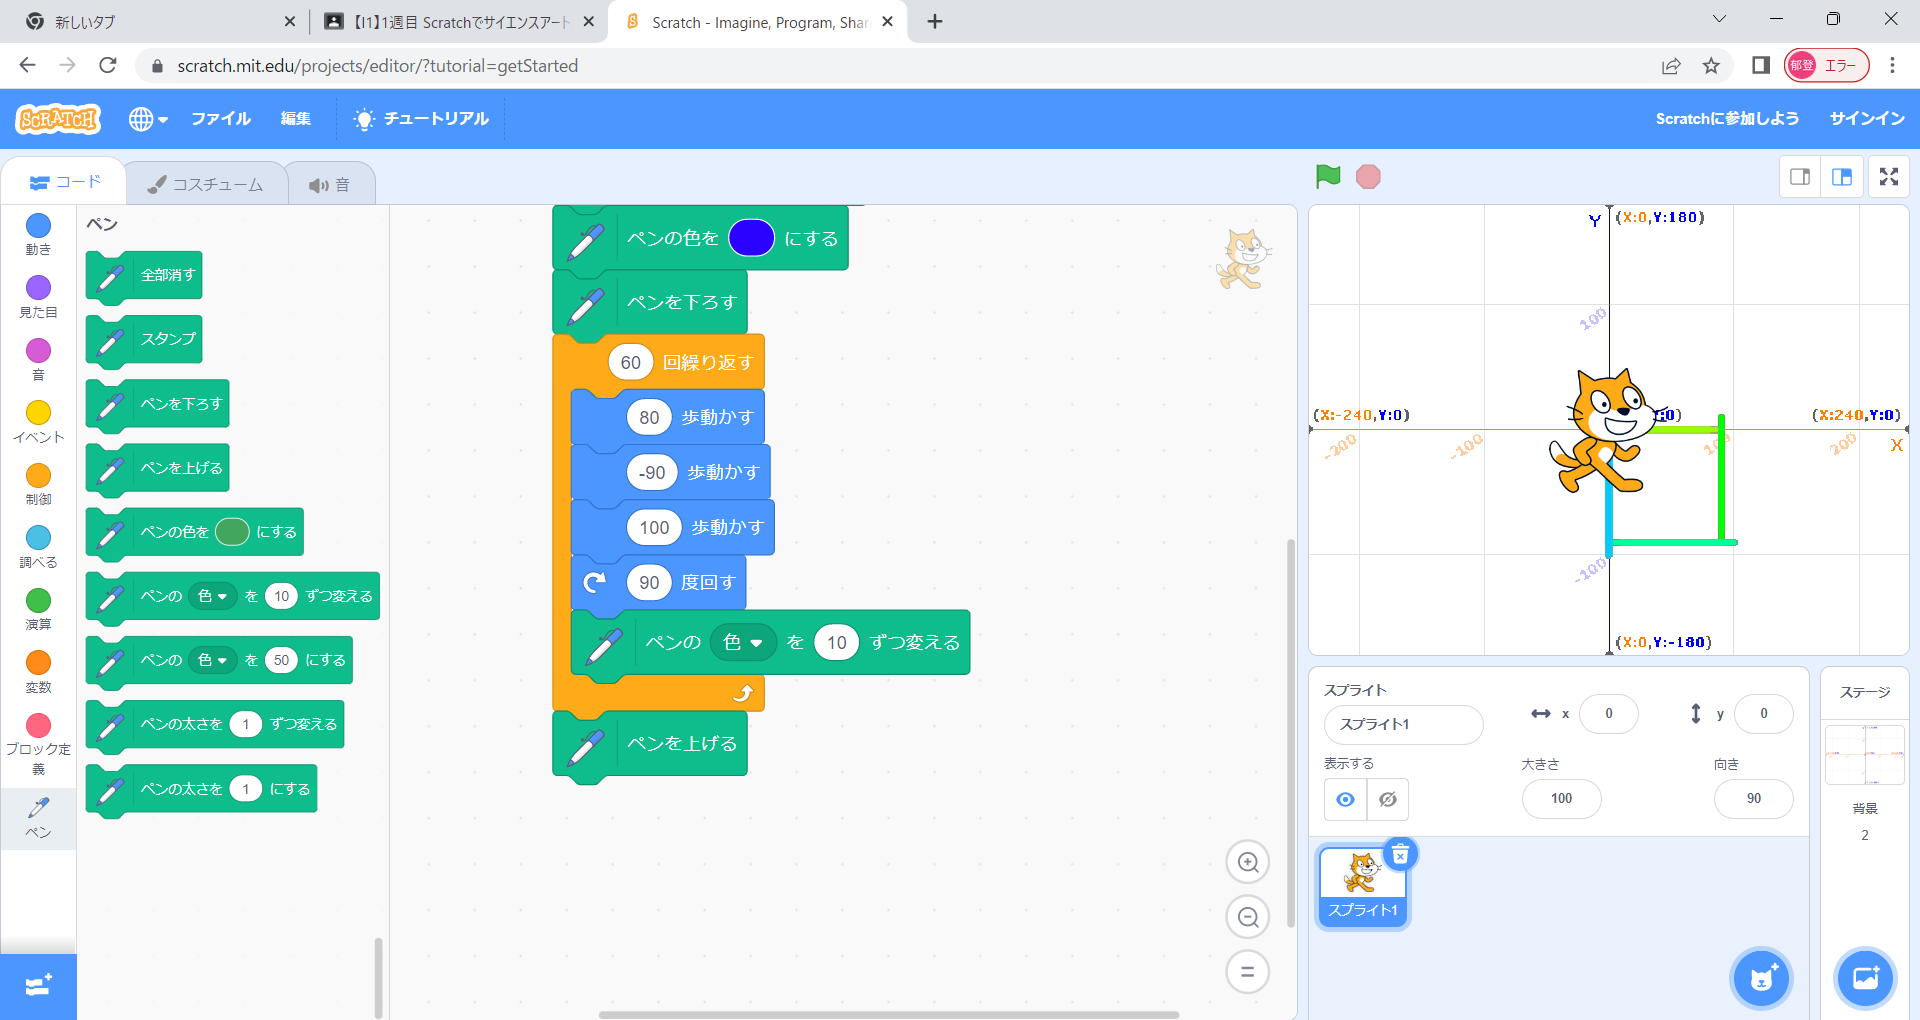 新しいタブ
【I1】1週目 Scratchでサイエンスアート
Scratch - Imagine, Program, Shar
scratch.mit.edu/projects/editor/?tutorial=getStarted
郁登 エラー
SCRATCH
ファイル
編集
チュートリアル
Scratchに参加しよう
サインイン
コード
コスチューム
音
動き
見た目
音
イベント
制御
調べる
演算
変数
ブロック定
義
ペン
ペン
全部消す
スタンプ
ペンを下ろす
ペンを上げる
ペンの色を にする
ペンの 色 を 10 ずつ変える
ペンの 色 を 50 にする
ペンの太さを 1 ずつ変える
ペンの太さを 1 にする
ペンの色を にする
ペンを下ろす
60 回繰り返す
80 歩動かす
-90 歩動かす
100 歩動かす
90 度回す
ペンの 色 を 10 ずつ変える
ペンを上げる
Y (X:0,Y:180)
100
(X:-240,Y:0)
:0)
(X:240,Y:0)
-200
-100
200
X
-100
(X:0,Y:-180)
スプライト
スプライト1
x 0
y 0
表示する
大きさ
100
向き
90
スプライト1
ステージ
背景
2